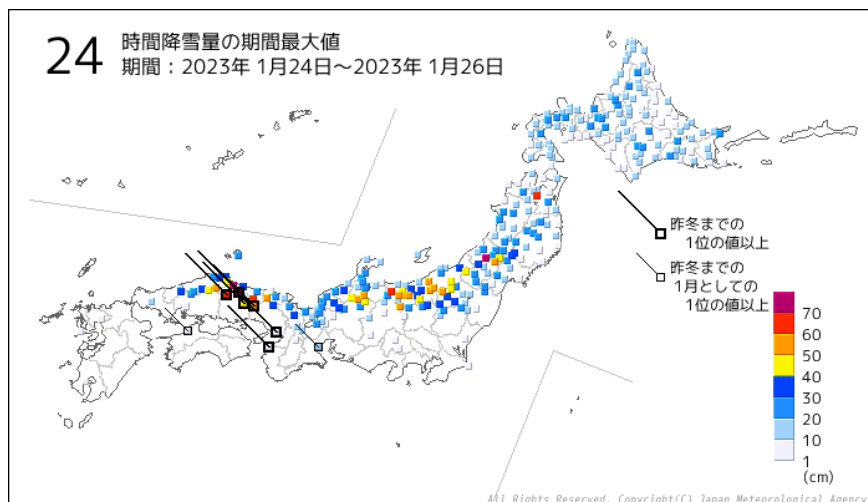 24
時間降雪量の期間最大値
期間：2023年 1月24日～2023年 1月26日
昨冬までの
1位の値以上
昨冬までの
1月としての
1位の値以上
70
60
50
40
30
20
10
1
(cm)
All Rights Reserved, Copyright(C) Japan Meteorological Agency